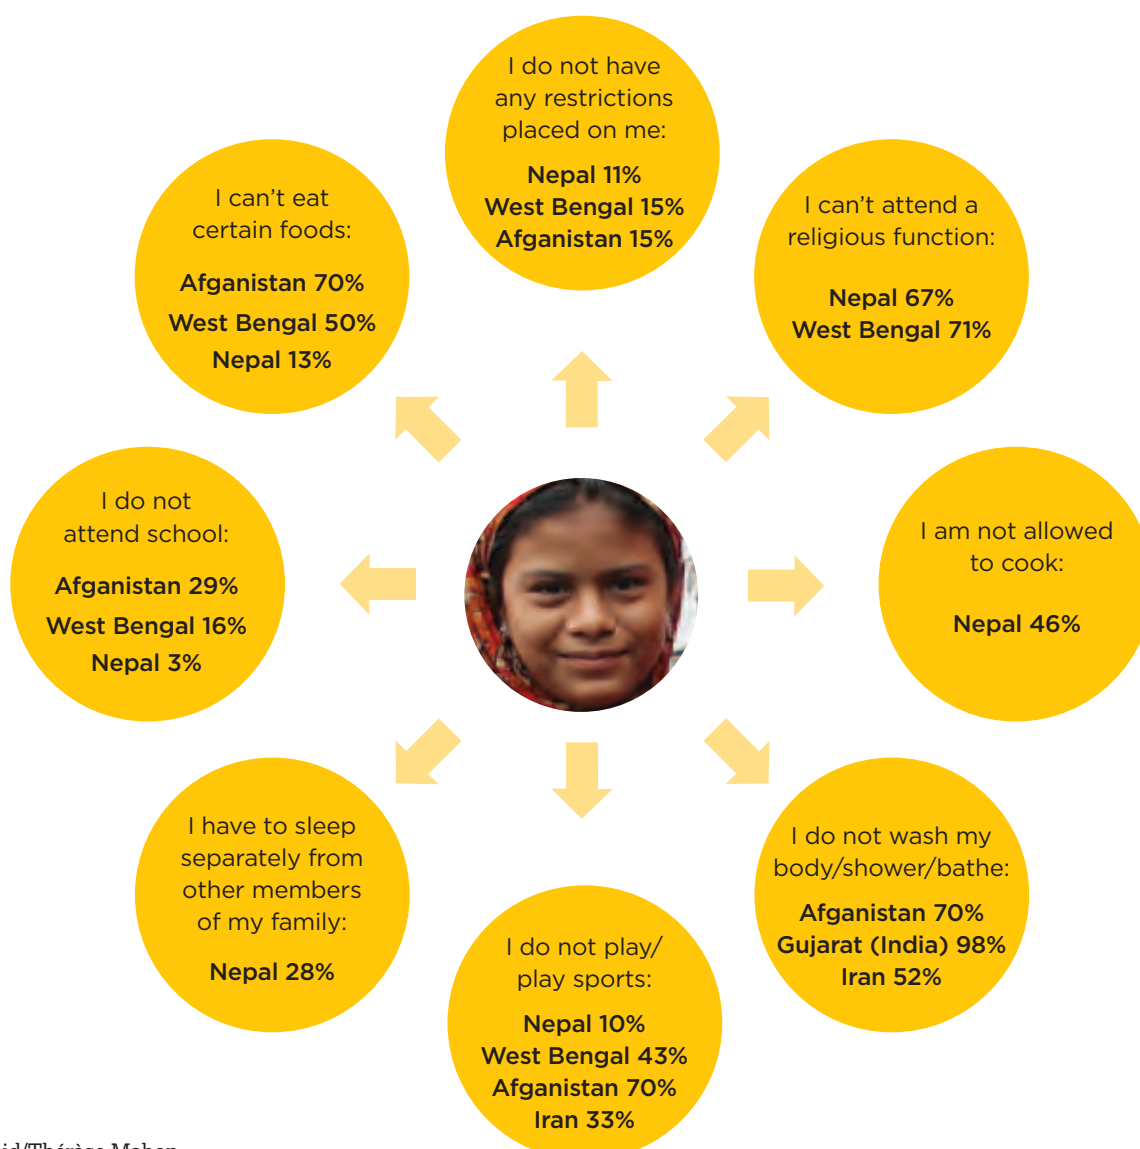 I do not have
any restrictions
placed on me:
Nepal 11%
West Bengal 15%
Afganistan 15%
I can’t attend a
religious function:
Nepal 67%
West Bengal 71%
I am not allowed
to cook:
Nepal 46%
I do not wash my
body/shower/bathe:
Afganistan 70%
Gujarat (India) 98%
Iran 52%
I do not play/
play sports:
Nepal 10%
West Bengal 43%
Afganistan 70%
Iran 33%
I have to sleep
separately from
other members
of my family:
Nepal 28%
I do not
attend school:
Afganistan 29%
West Bengal 16%
Nepal 3%
I can’t eat
certain foods:
Afganistan 70%
West Bengal 50%
Nepal 13%